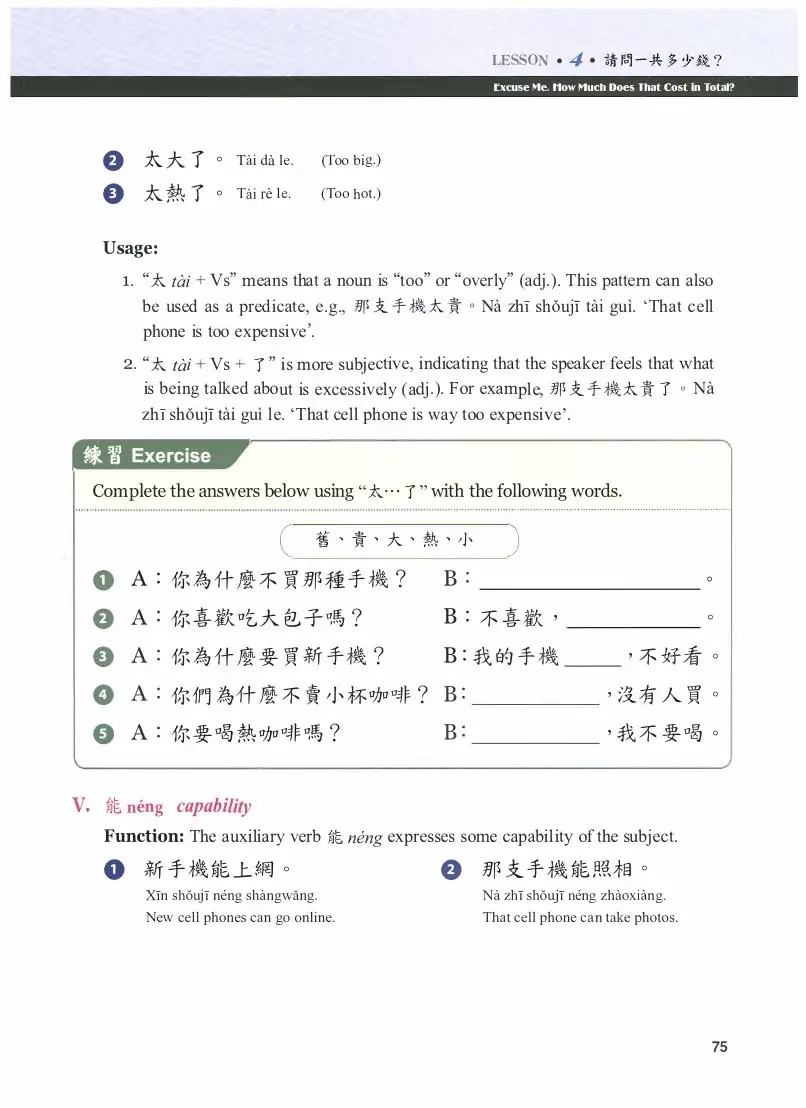 LESSON • 4 • 請問一共多少錢？
Excuse Me. How Much Does That Cost in Total?
2 太大了。 Tài dà le. (Too big.)
3 太熱了。 Tài rè le. (Too hot.)
Usage:
1. “太 tài + Vs” means that a noun is “too” or “overly” (adj.). This pattern can also
be used as a predicate, e.g., 那支手機太貴。Nà zhī shǒujī tài guì. ‘That cell
phone is too expensive’.
2. “太 tài + Vs + 了” is more subjective, indicating that the speaker feels that what
is being talked about is excessively (adj.). For example, 那支手機太貴了。Nà
zhī shǒujī tài guì le. ‘That cell phone is way too expensive’.
練習 Exercise
Complete the answers below using “太⋯了” with the following words.
舊、貴、大、熱、小
1 A：你為什麼不買那種手機？ B：____________________。
2 A：你喜歡吃大包子嗎？ B：不喜歡，____________。
3 A：你為什麼要買新手機？ B：我的手機_____，不好看。
4 A：你們為什麼不賣小杯咖啡？ B：____________，沒有人買。
5 A：你要喝熱咖啡嗎？ B：____________，我不要喝。
V. 能 néng capability
Function: The auxiliary verb 能 néng expresses some capability of the subject.
1 新手機能上網。 2 那支手機能照相。
Xīn shǒujī néng shàngwǎng. Nà zhī shǒujī néng zhàoxiàng.
New cell phones can go online. That cell phone can take photos.
75